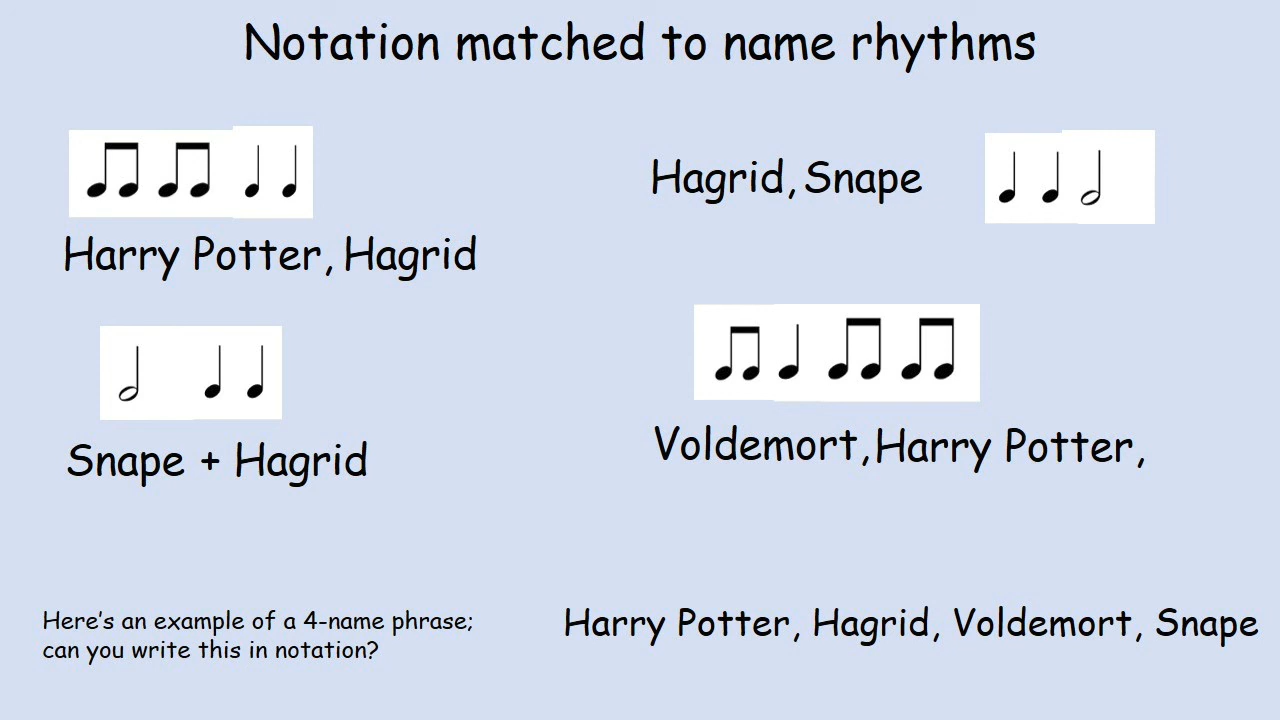 Notation matched to name rhythms
Hagrid, Snape
Harry Potter, Hagrid
Snape + Hagrid
Voldemort, Harry Potter,
Here's an example of a 4-name phrase;
can you write this in notation?
Harry Potter, Hagrid, Voldemort, Snape